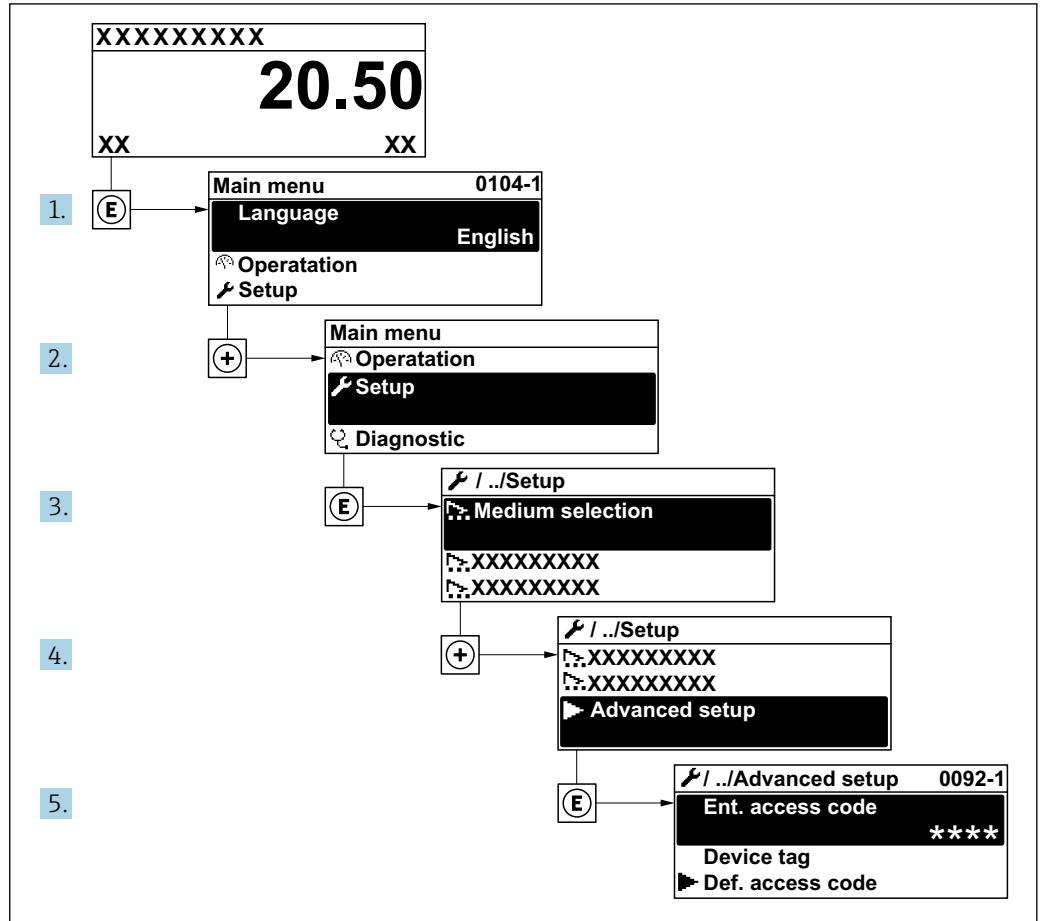 XXXXXXXXX
20.50
XX XX
1. E
Main menu 0104-1
Language
English
Operatation
Setup
2. +
Main menu
Operatation
Setup
Diagnostic
3. E
/ ../Setup
Medium selection
XXXXXXXXX
XXXXXXXXX
4. +
/ ../Setup
XXXXXXXXX
XXXXXXXXX
Advanced setup
5. E
/ ../Advanced setup 0092-1
Ent. access code
****
Device tag
Def. access code